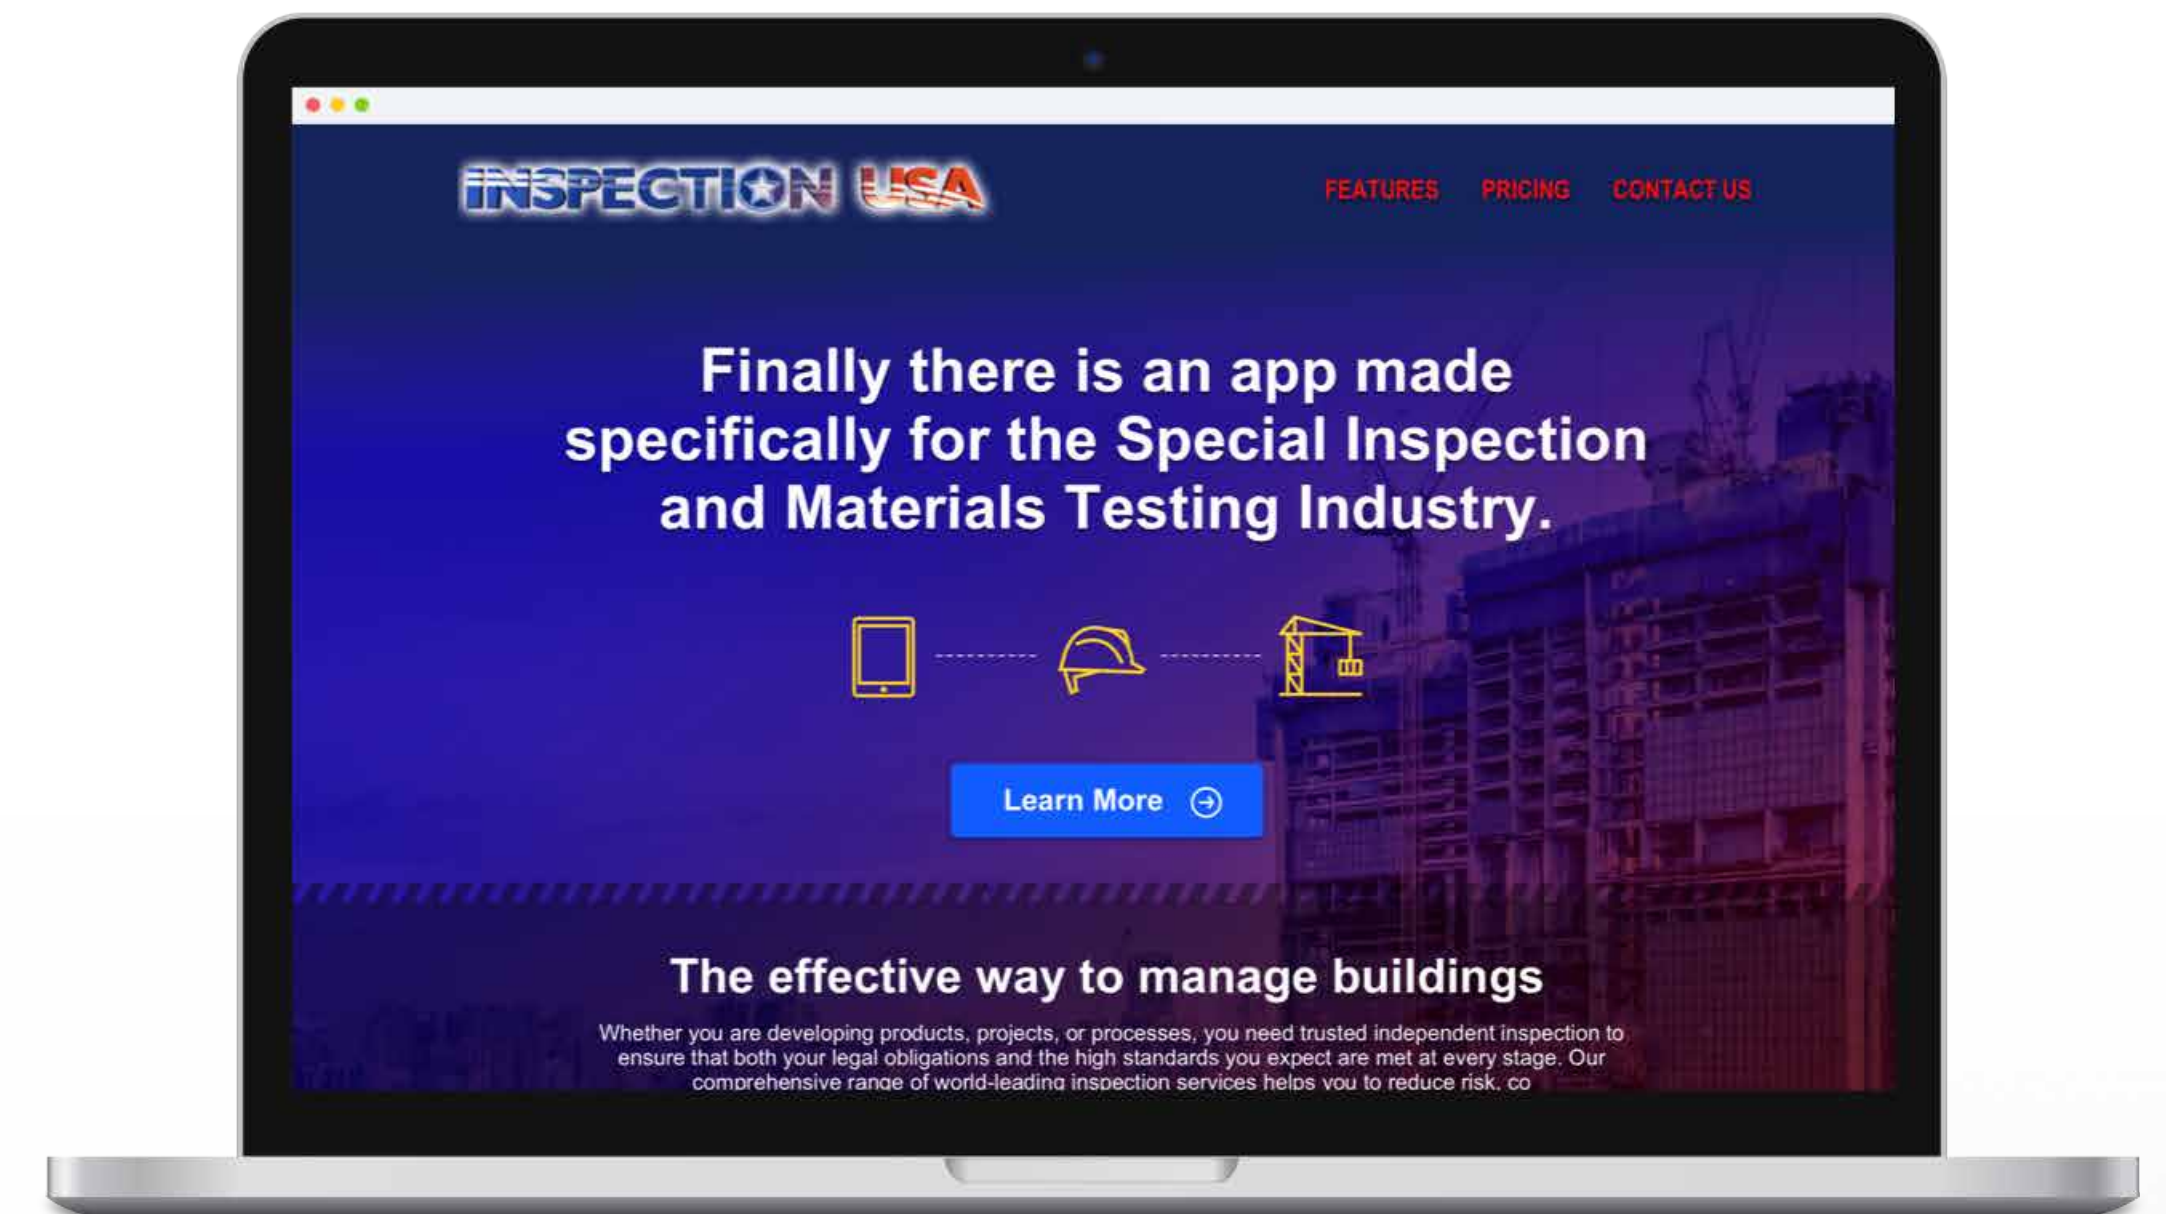 INSPECTION USA
FEATURES PRICING CONTACT US
Finally there is an app made
specifically for the Special Inspection
and Materials Testing Industry.
Learn More
The effective way to manage buildings
Whether you are developing products, projects, or processes, you need trusted independent inspection to
ensure that both your legal obligations and the high standards you expect are met at every stage. Our
comprehensive range of world-leading inspection services helps you to reduce risk, co